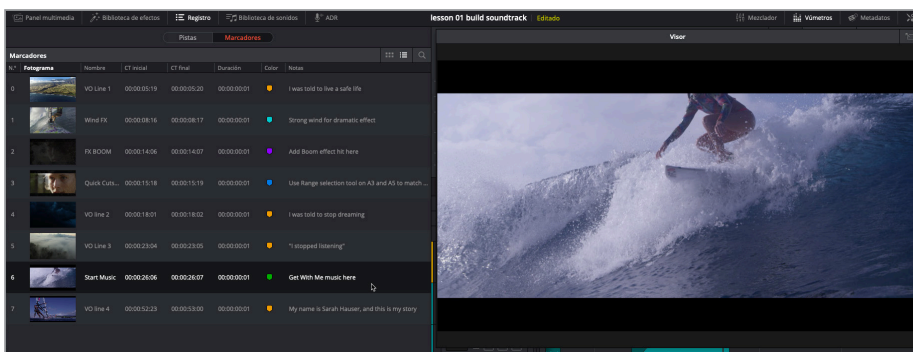 Panel multimedia Biblioteca de efectos Registro Biblioteca de sonidos ADR lesson 01 build soundtrack Editado Mezclador Vúmetros Metadatos
Pistas Marcadores Visor
Marcadores
N.º Fotograma Nombre CT inicial CT final Duración Color Notas
0 VO Line 1 00:00:05:19 00:00:05:20 00:00:00:01 I was told to live a safe life
1 Wind FX 00:00:08:16 00:00:08:17 00:00:00:01 Strong wind for dramatic effect
2 FX BOOM 00:00:14:06 00:00:14:07 00:00:00:01 Add Boom effect hit here
3 Quick Cuts... 00:00:15:18 00:00:15:19 00:00:00:01 Use Range selection tool on A3 and A5 to match ...
4 VO line 2 00:00:18:01 00:00:18:02 00:00:00:01 I was told to stop dreaming
5 VO Line 3 00:00:23:04 00:00:23:05 00:00:00:01 "I stopped listening"
6 Start Music 00:00:26:06 00:00:26:07 00:00:00:01 Get With Me music here
7 VO line 4 00:00:52:23 00:00:53:00 00:00:00:01 My name is Sarah Hauser, and this Is my story